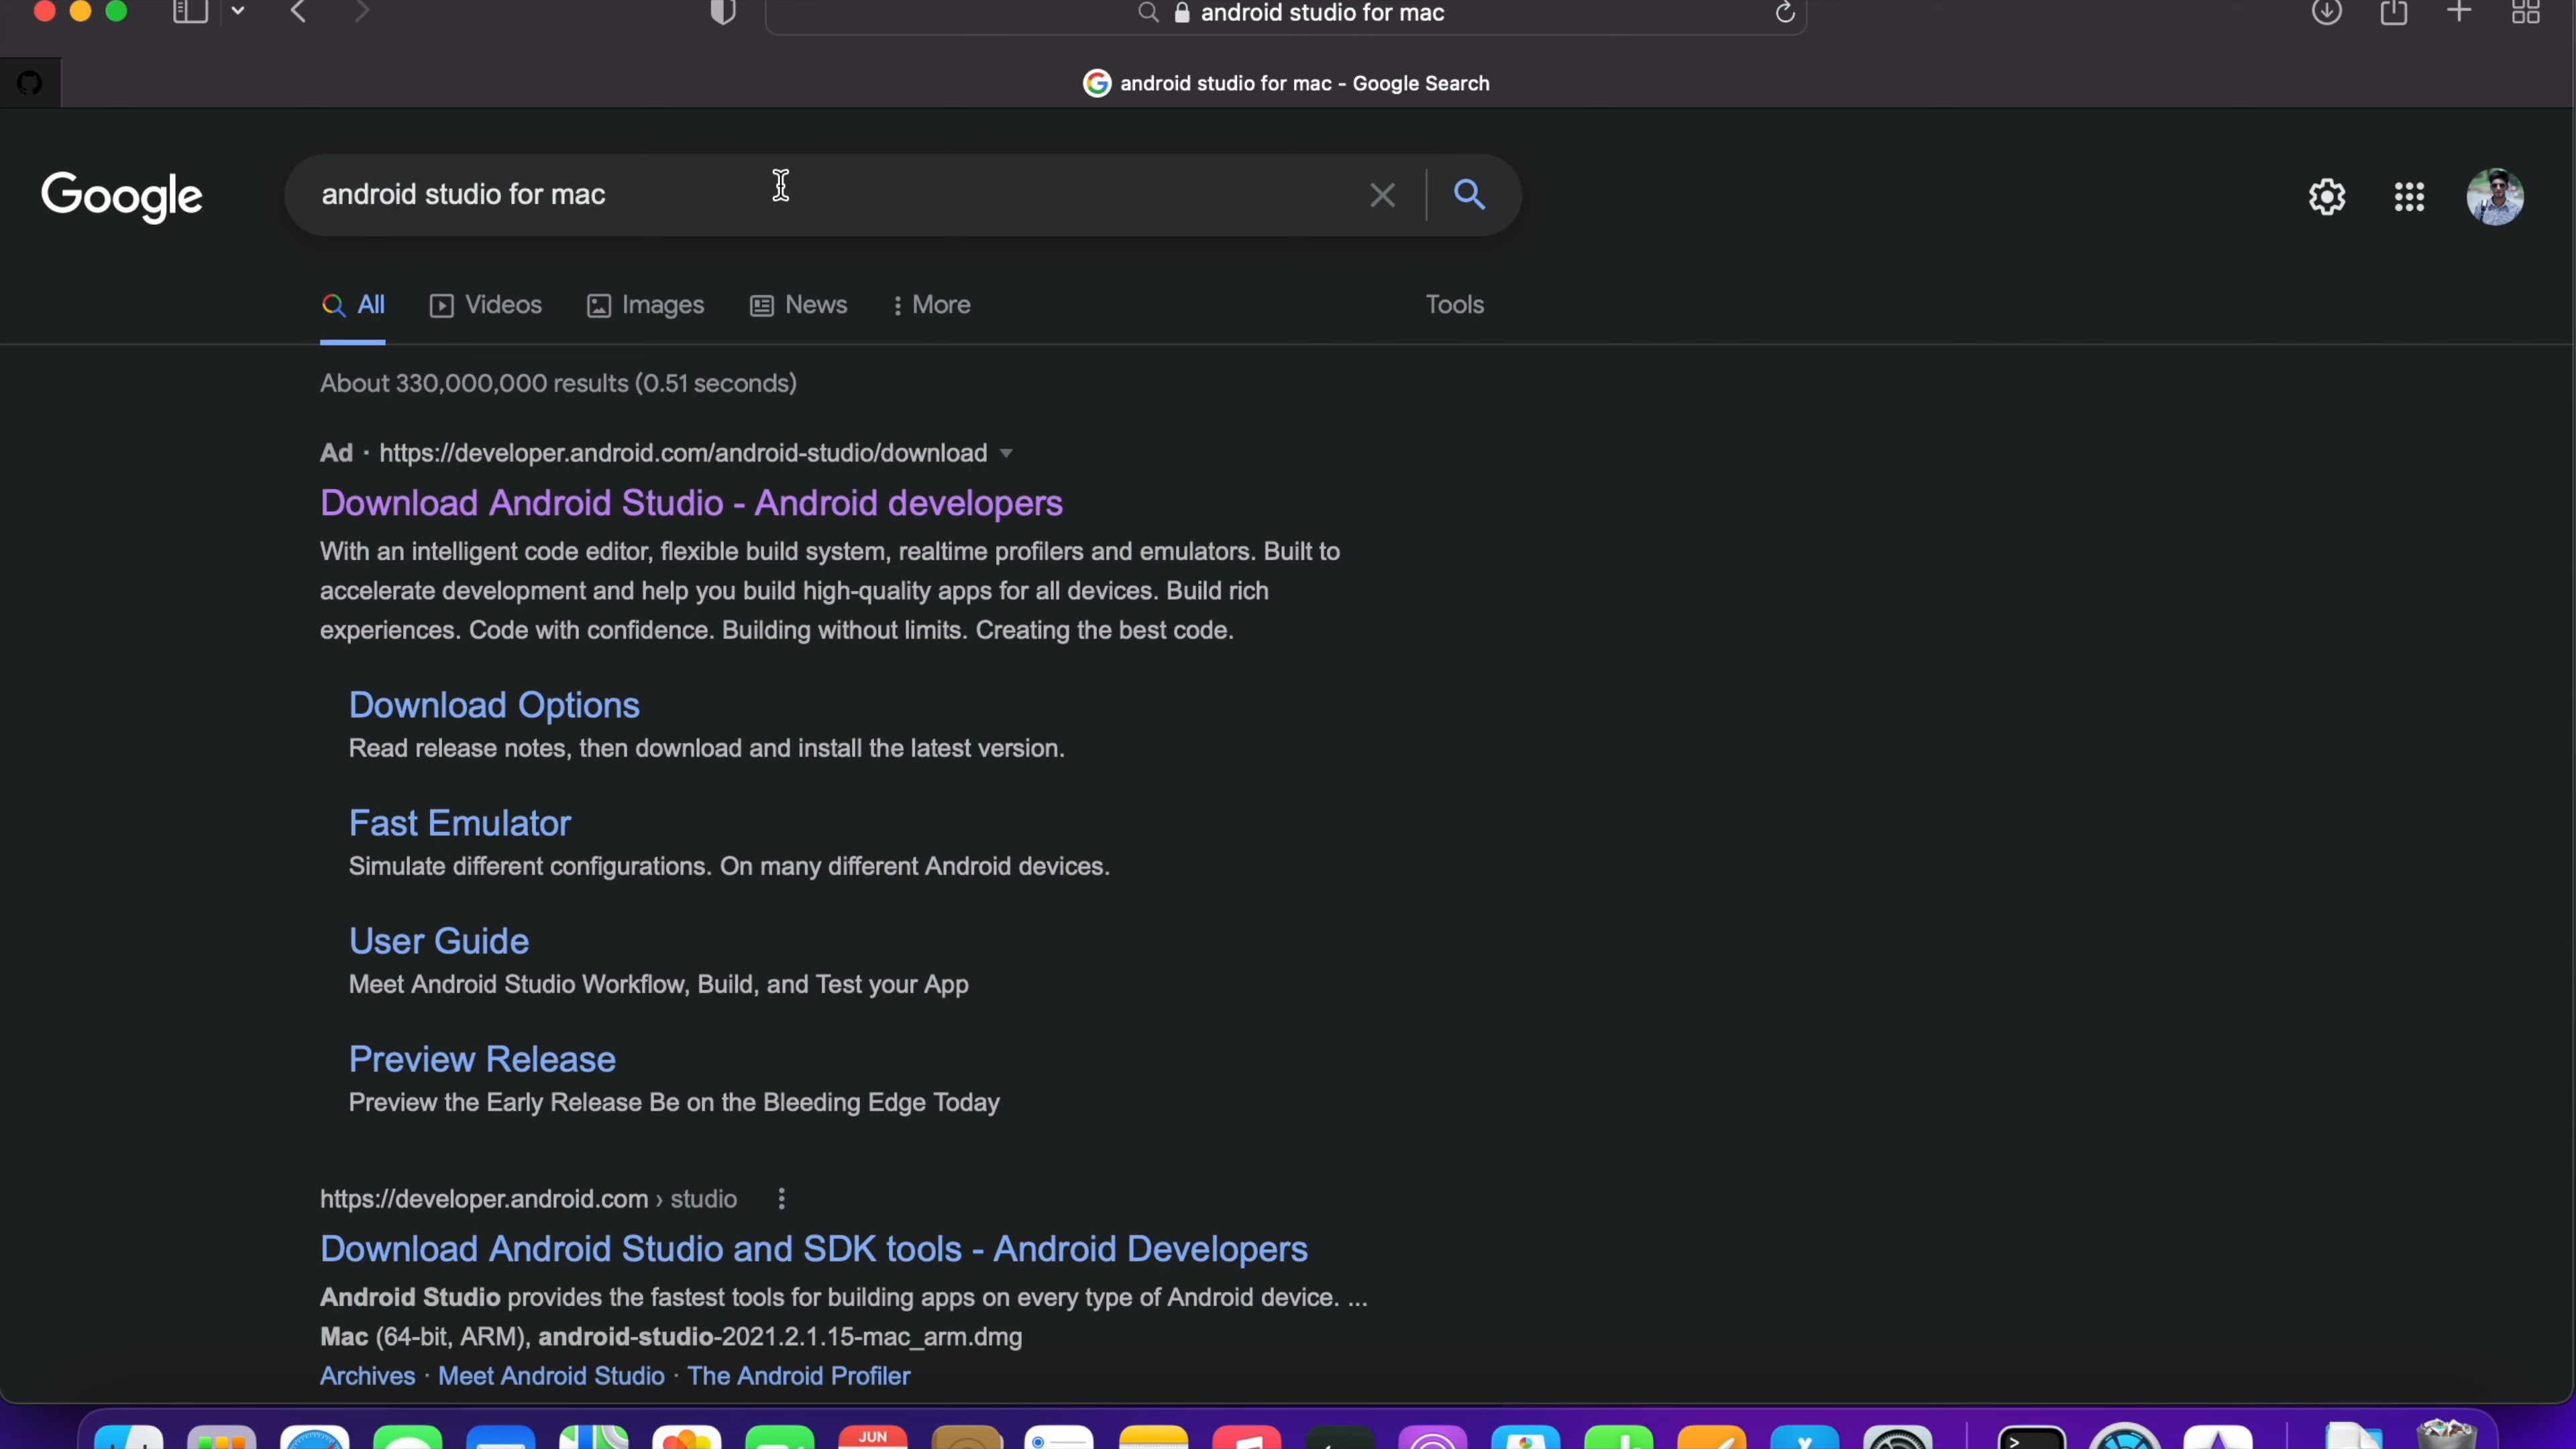 android studio for mac
android studio for mac - Google Search
Google
android studio for mac
All Videos Images News More Tools
About 330,000,000 results (0.51 seconds)
Ad · https://developer.android.com/android-studio/download
Download Android Studio - Android developers
With an intelligent code editor, flexible build system, realtime profilers and emulators. Built to
accelerate development and help you build high-quality apps for all devices. Build rich
experiences. Code with confidence. Building without limits. Creating the best code.
Download Options
Read release notes, then download and install the latest version.
Fast Emulator
Simulate different configurations. On many different Android devices.
User Guide
Meet Android Studio Workflow, Build, and Test your App
Preview Release
Preview the Early Release Be on the Bleeding Edge Today
https://developer.android.com › studio
Download Android Studio and SDK tools - Android Developers
Android Studio provides the fastest tools for building apps on every type of Android device. ...
Mac (64-bit, ARM), android-studio-2021.2.1.15-mac_arm.dmg
Archives · Meet Android Studio · The Android Profiler
JUN